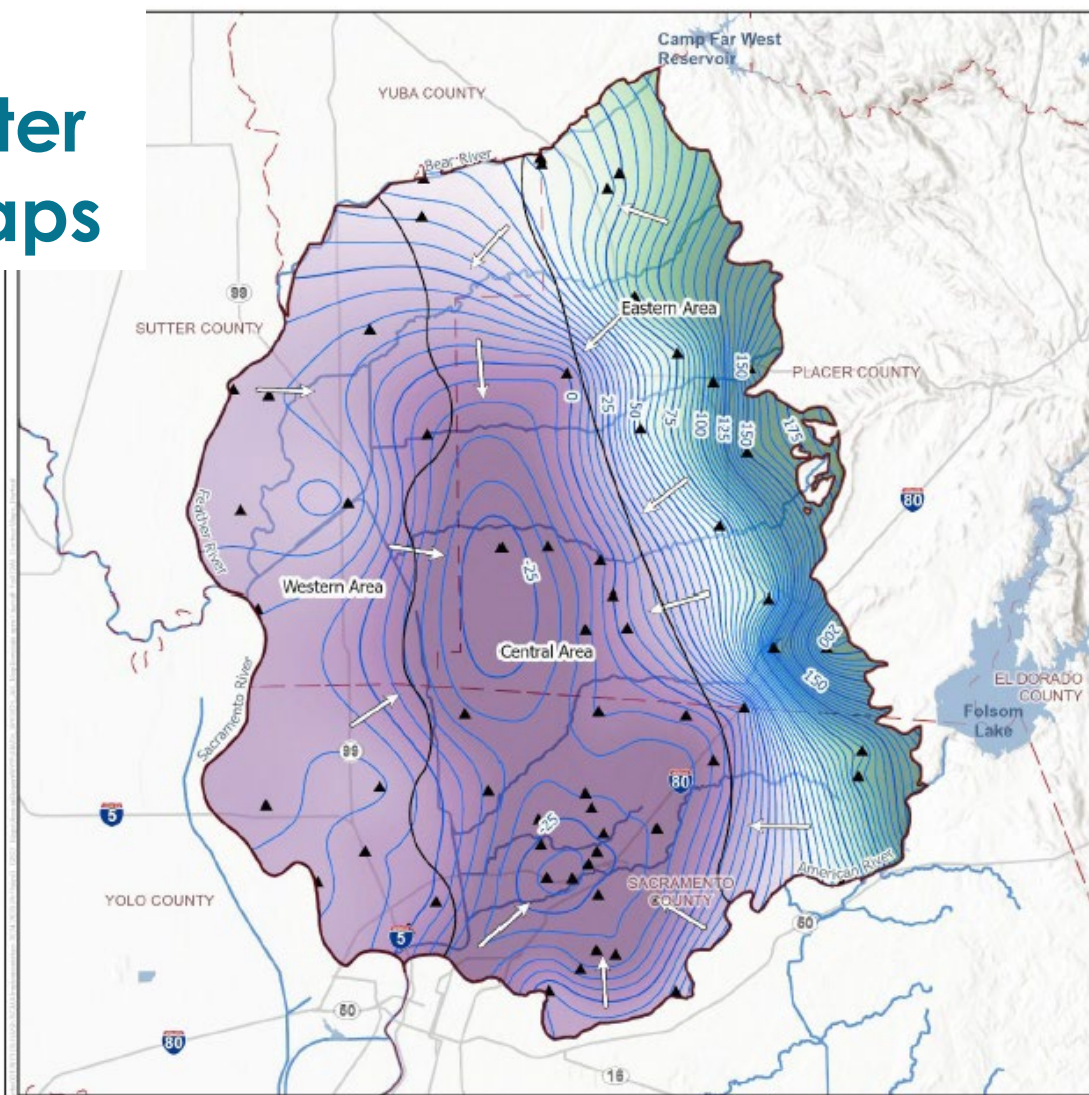 ter
aps
Camp Far West
Reservoir
YUBA COUNTY
Bear River
99
SUTTER COUNTY
Eastern Area
PLACER COUNTY
150
0
25
50
75
100
125
150
175
80
Feather River
-25
Western Area
Central Area
200
150
EL DORADO
COUNTY
Folsom
Lake
Sacramento River
99
80
5
-25
American River
SACRAMENTO
COUNTY
YOLO COUNTY
5
50
50
80
16